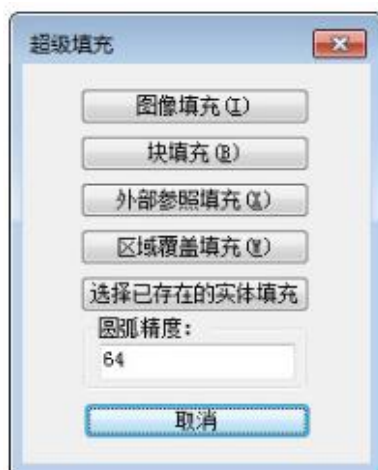 超级填充
图像填充(I)
块填充(B)
外部参照填充(X)
区域覆盖填充(W)
选择已存在的实体填充
圆弧精度:
64
取消